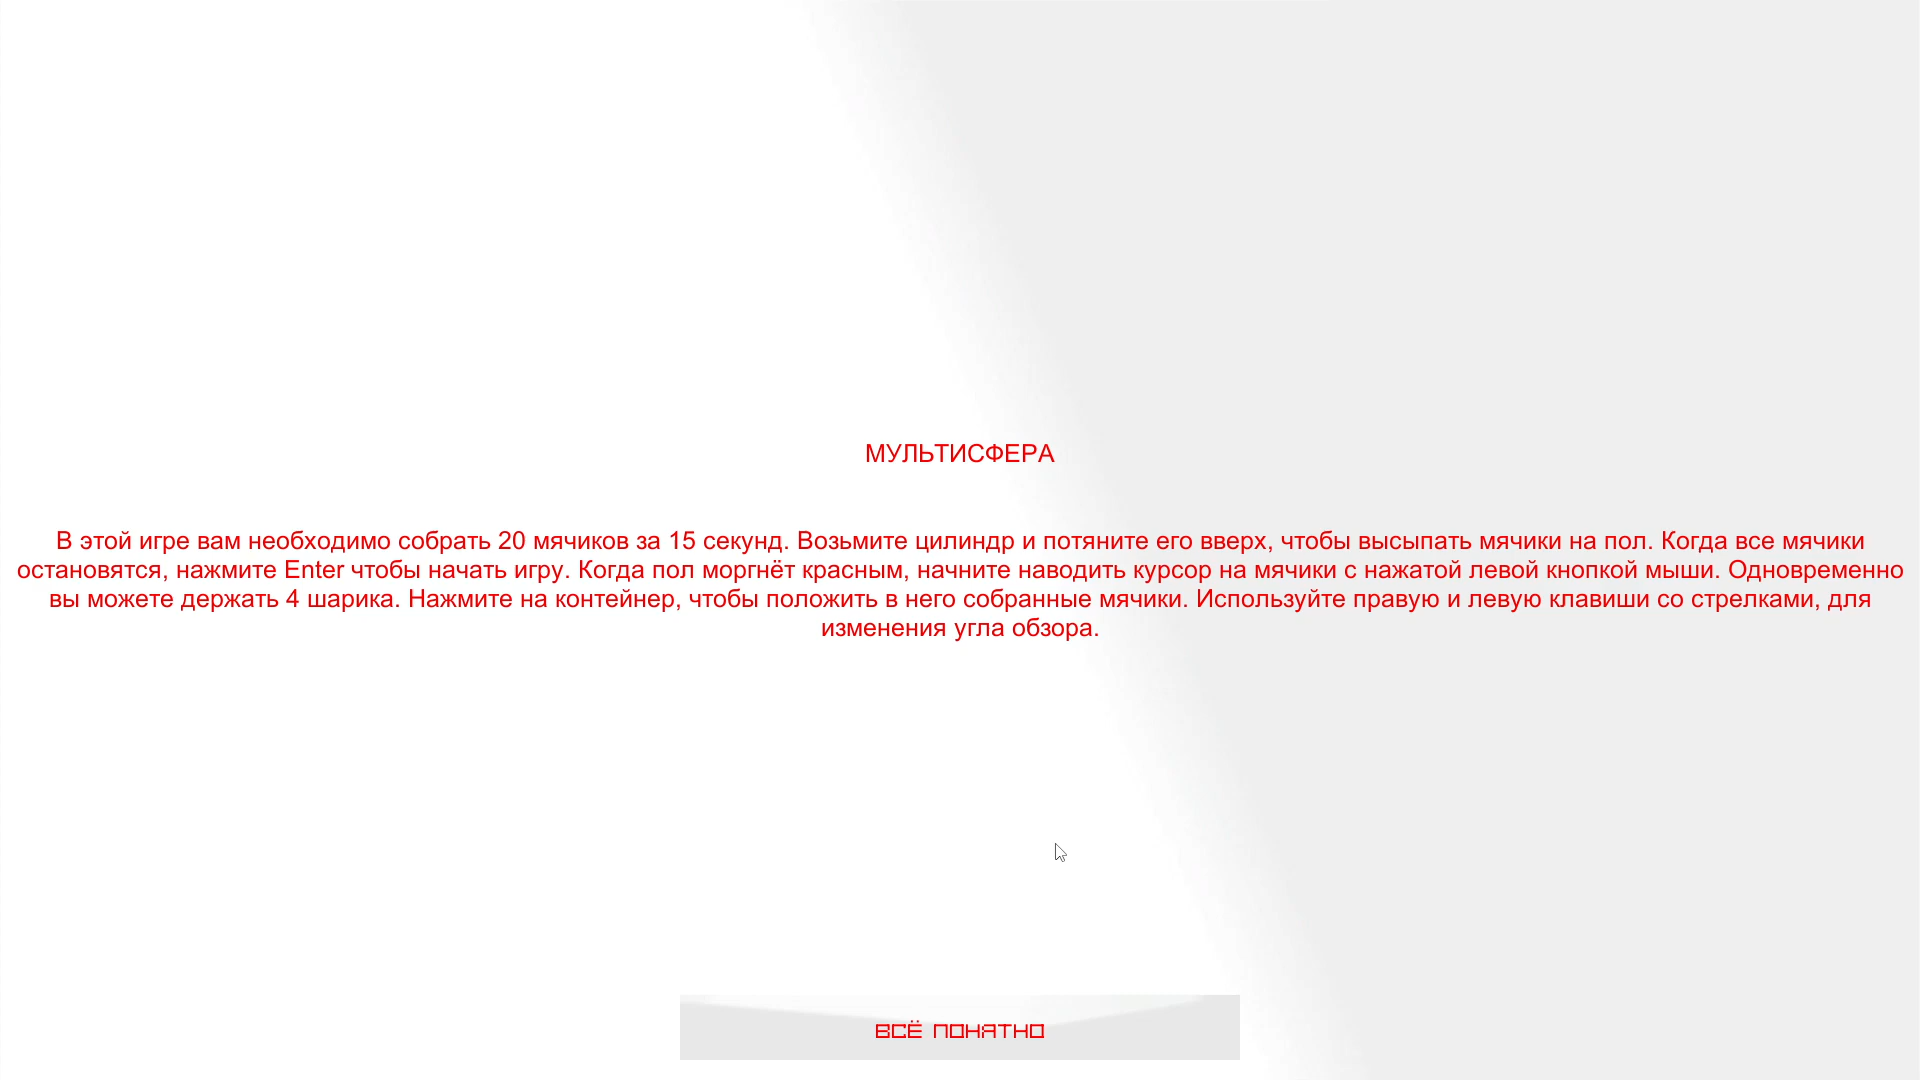 МУЛЬТИСФЕРА
В этой игре вам необходимо собрать 20 мячиков за 15 секунд. Возьмите цилиндр и потяните его вверх, чтобы высыпать мячики на пол. Когда все мячики
остановятся, нажмите Enter чтобы начать игру. Когда пол моргнёт красным, начните наводить курсор на мячики с нажатой левой кнопкой мыши. Одновременно
вы можете держать 4 шарика. Нажмите на контейнер, чтобы положить в него собранные мячики. Используйте правую и левую клавиши со стрелками, для
изменения угла обзора.
ВСЁ ПОНЯТНО